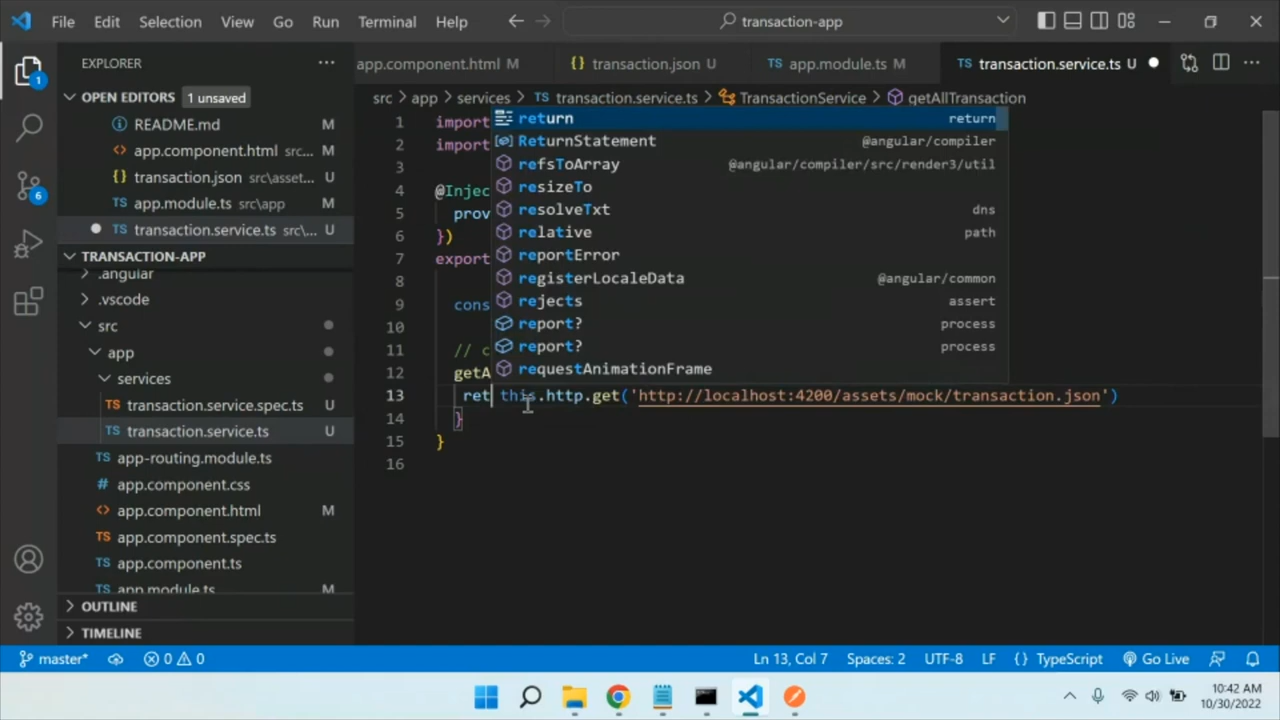 File Edit Selection View Go Run Terminal Help
transaction-app
EXPLORER
OPEN EDITORS 1 unsaved
README.md M
app.component.html src... M
transaction.json src\asset... U
app.module.ts src\app M
transaction.service.ts src\... U
TRANSACTION-APP
.angular
.vscode
src
app
services
transaction.service.spec.ts U
transaction.service.ts U
app-routing.module.ts
app.component.css
app.component.html M
app.component.spec.ts
app.component.ts
app.module.ts
OUTLINE
TIMELINE
1
6
app.component.html M
transaction.json U
app.module.ts M
transaction.service.ts U
src > app > services > TS transaction.service.ts > TransactionService > getAllTransaction
1 import
2 import
3
4 @Injec
5 prov
6 })
7 export
8
9 cons
10
11 // c
12 getA
13 ret this.http.get('http://localhost:4200/assets/mock/transaction.json')
14 }
15 }
16
return return
ReturnStatement @angular/compiler
refsToArray @angular/compiler/src/render3/util
resizeTo
resolveTxt dns
relative path
reportError
registerLocaleData @angular/common
rejects assert
report? process
report? process
requestAnimationFrame
master* 0 0
Ln 13, Col 7 Spaces: 2 UTF-8 LF {} TypeScript Go Live
10:42 AM
10/30/2022